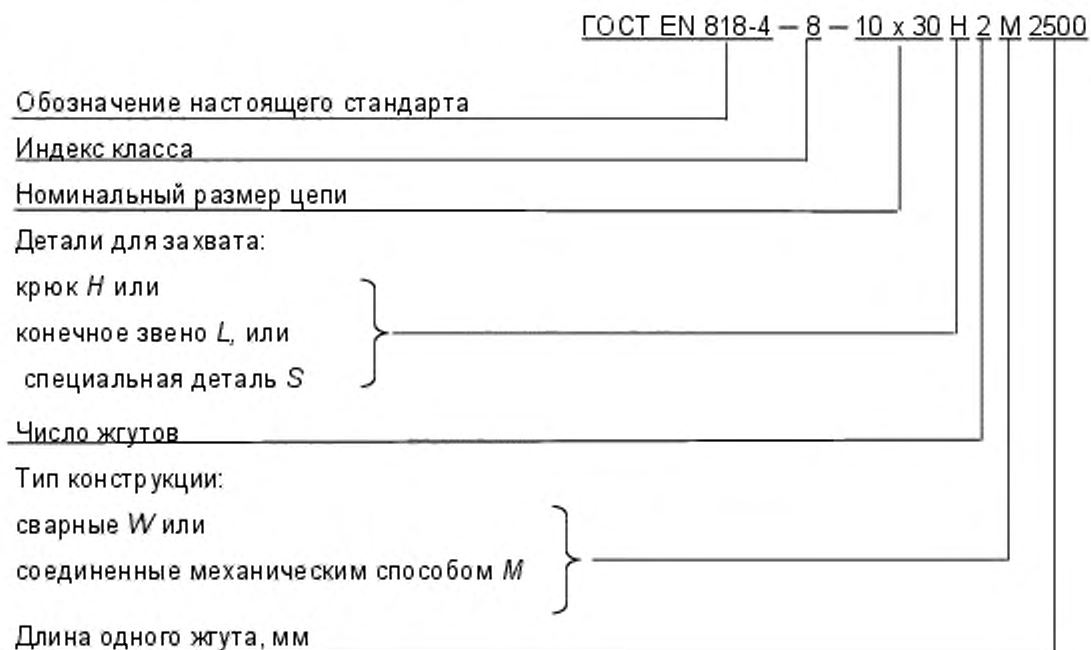 ГОСТ EN 818-4 – 8 – 10 x 30 H 2 M 2500
Обозначение настоящего стандарта
Индекс класса
Номинальный размер цепи
Детали для захвата:
крюк H или
конечное звено L, или
специальная деталь S
Число жгутов
Тип конструкции:
сварные W или
соединенные механическим способом M
Длина одного жгута, мм